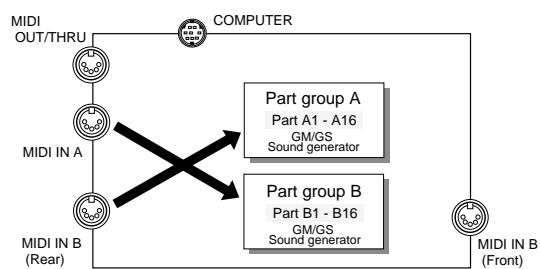 MIDI
OUT/THRU
COMPUTER
MIDI IN A
MIDI IN B
(Rear)
Part group A
Part A1 - A16
GM/GS
Sound generator
Part group B
Part B1 - B16
GM/GS
Sound generator
MIDI IN B
(Front)